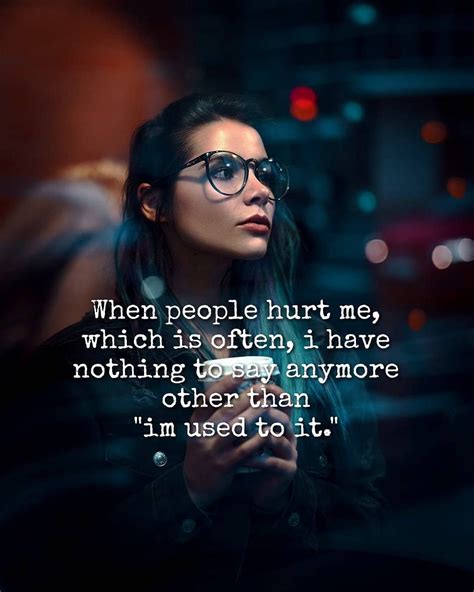 When people hurt me,
which is often, i have
nothing to say anymore
other than
"im used to it."